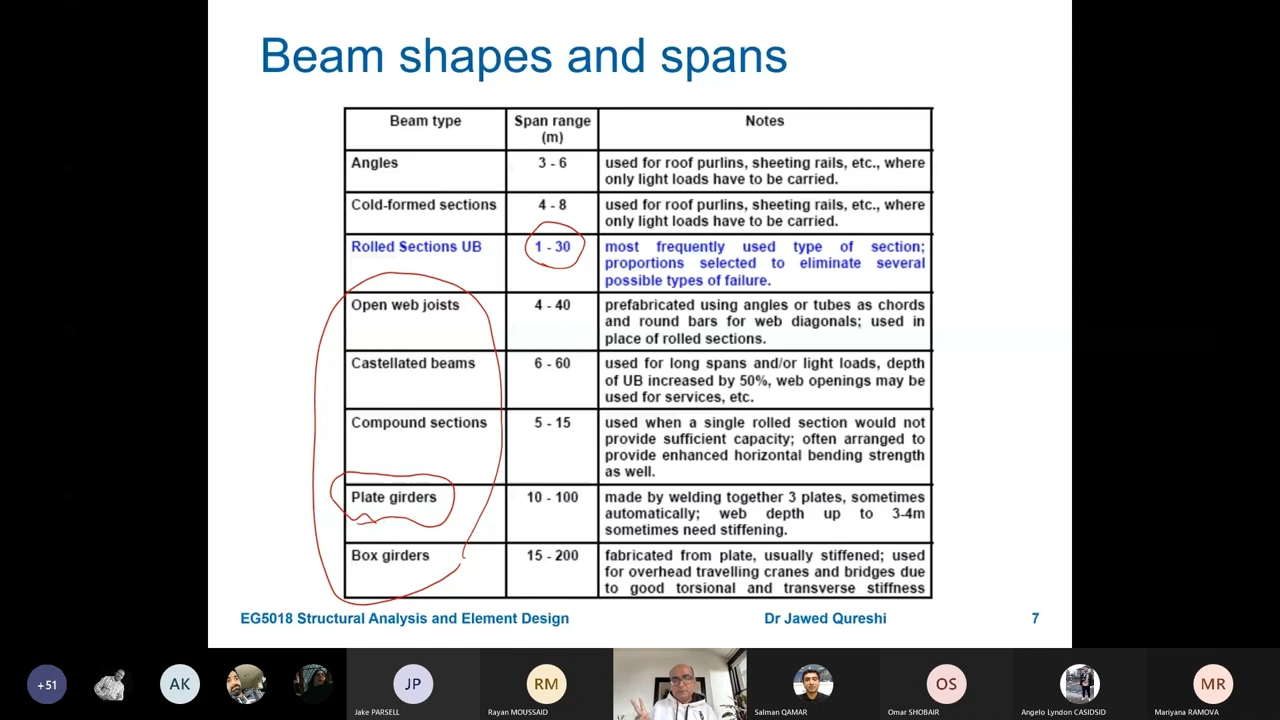 Beam shapes and spans
Beam type
Span range
(m)
Notes
Angles
3 - 6
used for roof purlins, sheeting rails, etc., where
only light loads have to be carried.
Cold-formed sections
4 - 8
used for roof purlins, sheeting rails, etc., where
only light loads have to be carried.
Rolled Sections UB
1 - 30
most frequently used type of section;
proportions selected to eliminate several
possible types of failure.
Open web joists
4 - 40
prefabricated using angles or tubes as chords
and round bars for web diagonals; used in
place of rolled sections.
Castellated beams
6 - 60
used for long spans and/or light loads, depth
of UB increased by 50%, web openings may be
used for services, etc.
Compound sections
5 - 15
used when a single rolled section would not
provide sufficient capacity; often arranged to
provide enhanced horizontal bending strength
as well.
Plate girders
10 - 100
made by welding together 3 plates, sometimes
automatically; web depth up to 3-4m
sometimes need stiffening.
Box girders
15 - 200
fabricated from plate, usually stiffened; used
for overhead travelling cranes and bridges due
to good torsional and transverse stiffness
EG5018 Structural Analysis and Element Design
Dr Jawed Qureshi
7
+51
AK
JP
RM
OS
MR
Jake PARSELL
Rayan MOUSSAID
Salman QAMAR
Omar SHOBAIR
Angelo Lyndon CASIDSID
Mariyana RAMOVA